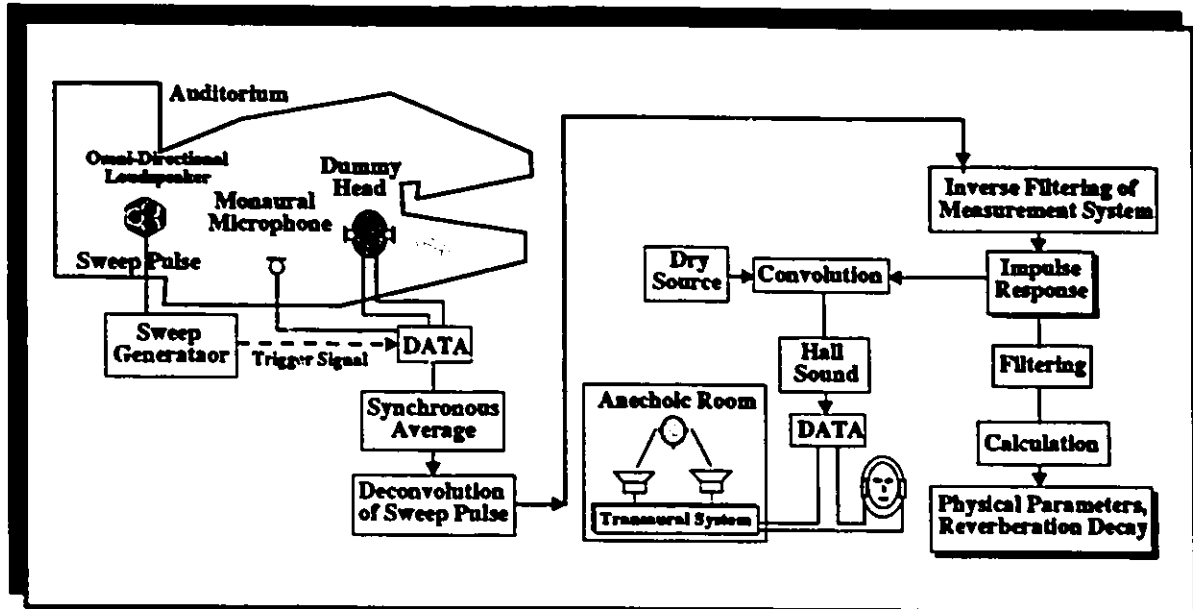 Auditorium
Omni-Directional
Loudspeaker
Dummy
Head
Monaural
Microphone
Sweep Pulse
Sweep
Generataor
Trigger Signal
DATA
Synchronous
Average
Deconvolution
of Sweep Pulse
Inverse Filtering of
Measurement System
Impulse
Response
Dry
Source
Convolution
Hall
Sound
DATA
Anechoic Room
Transaural System
Filtering
Calculation
Physical Parameters,
Reverberation Decay